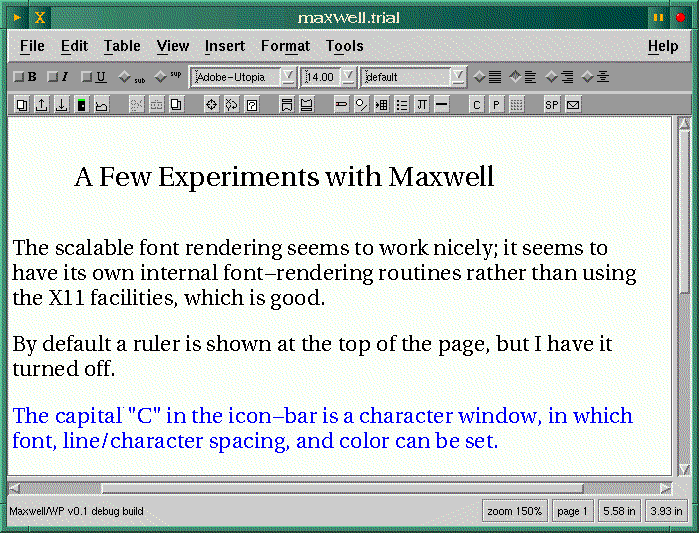 maxwell.trial
File Edit Table View Insert Format Tools Help
B I U sub sup Adobe-Utopia 14.00 default
C P SP
A Few Experiments with Maxwell
The scalable font rendering seems to work nicely; it seems to
have its own internal font-rendering routines rather than using
the X11 facilities, which is good.
By default a ruler is shown at the top of the page, but I have it
turned off.
The capital "C" in the icon-bar is a character window, in which
font, line/character spacing, and color can be set.
Maxwell/WP v0.1 debug build zoom 150% page 1 5.58 in 3.93 in